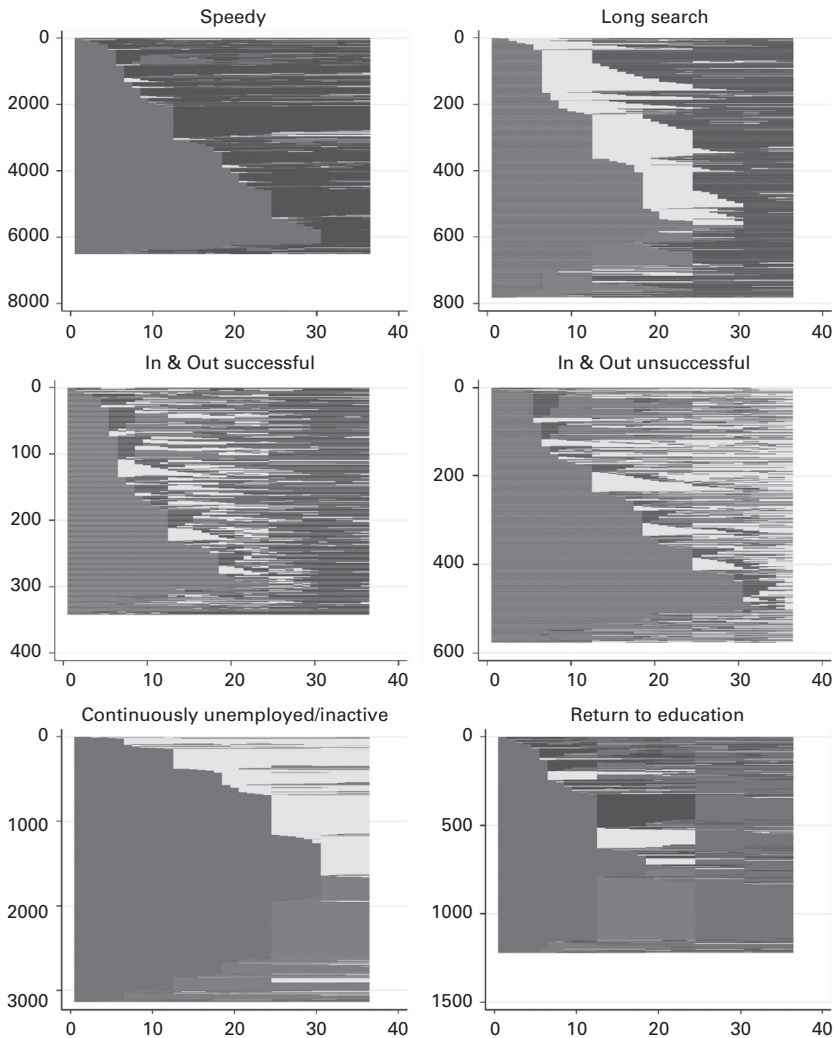 Speedy
0
2000
4000
6000
8000
0 10 20 30 40
Long search
0
200
400
600
800
0 10 20 30 40
In & Out successful
0
100
200
300
400
0 10 20 30 40
In & Out unsuccessful
0
200
400
600
0 10 20 30 40
Continuously unemployed/inactive
0
1000
2000
3000
0 10 20 30 40
Return to education
0
500
1000
1500
0 10 20 30 40